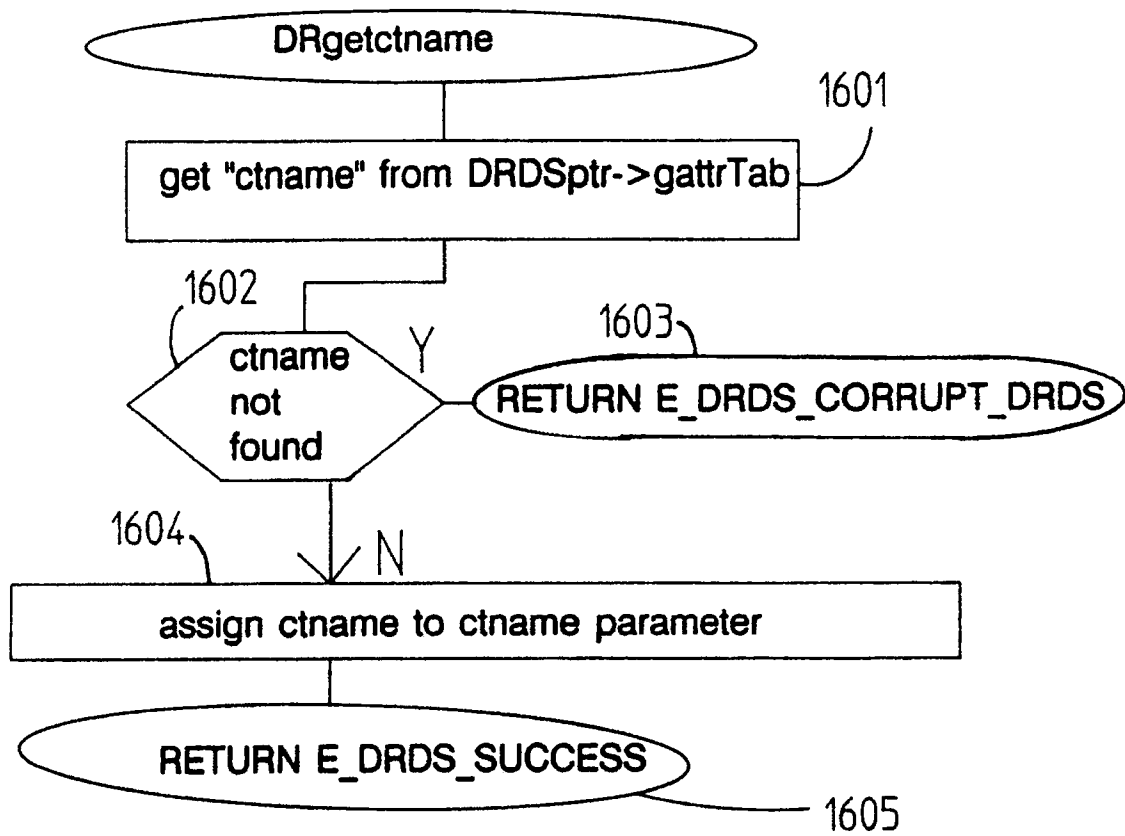 DRgetctname
1601
get "ctname" from DRDSptr->gattrTab
1602
ctname
not
found
Y
1603
RETURN E_DRDS_CORRUPT_DRDS
1604
N
assign ctname to ctname parameter
RETURN E_DRDS_SUCCESS
1605